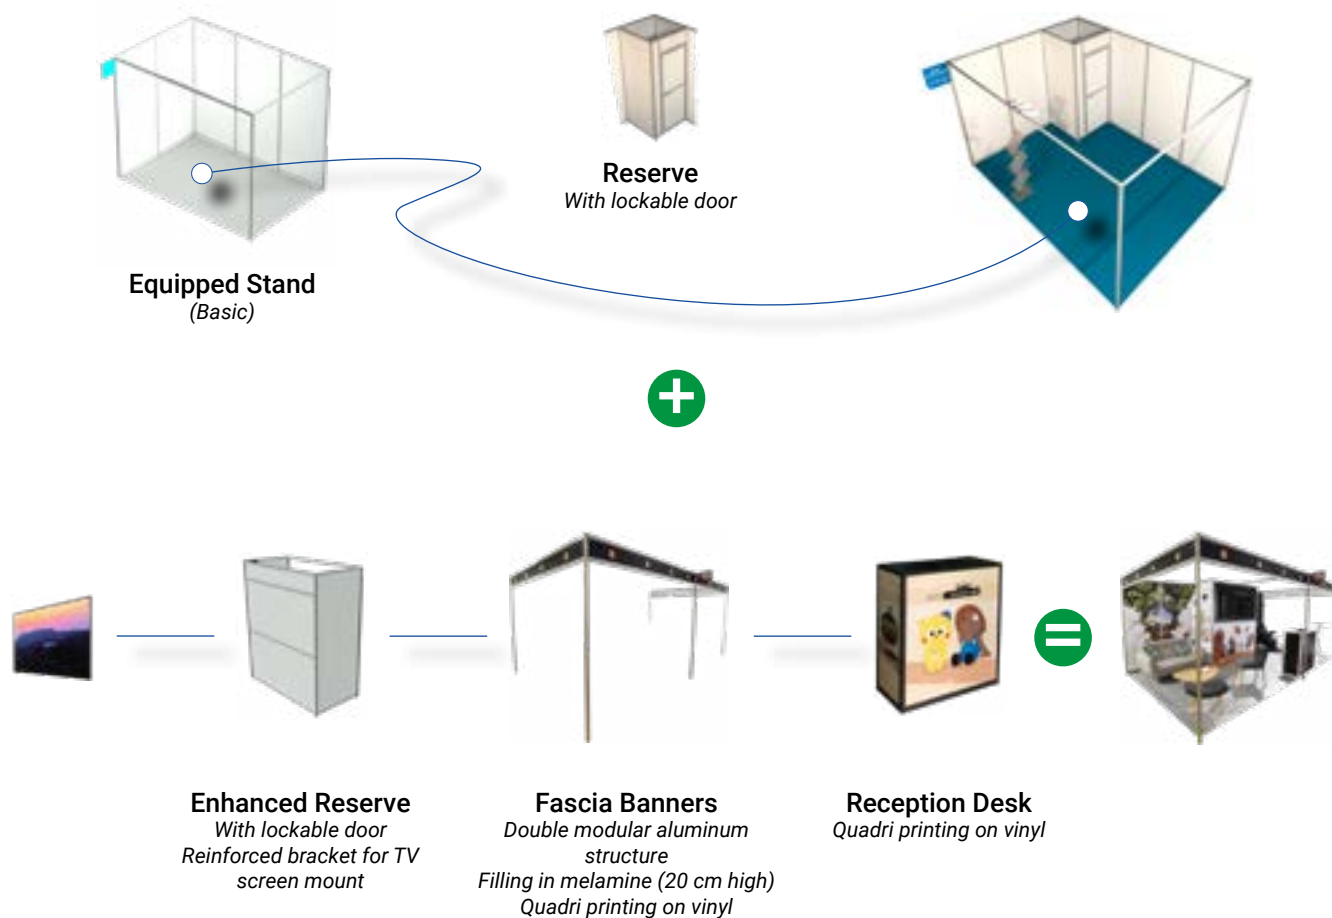 Reserve
With lockable door
Equipped Stand
(Basic)
Enhanced Reserve
With lockable door
Reinforced bracket for TV
screen mount
Fascia Banners
Double modular aluminum
structure
Filling in melamine (20 cm high)
Quadri printing on vinyl
Reception Desk
Quadri printing on vinyl